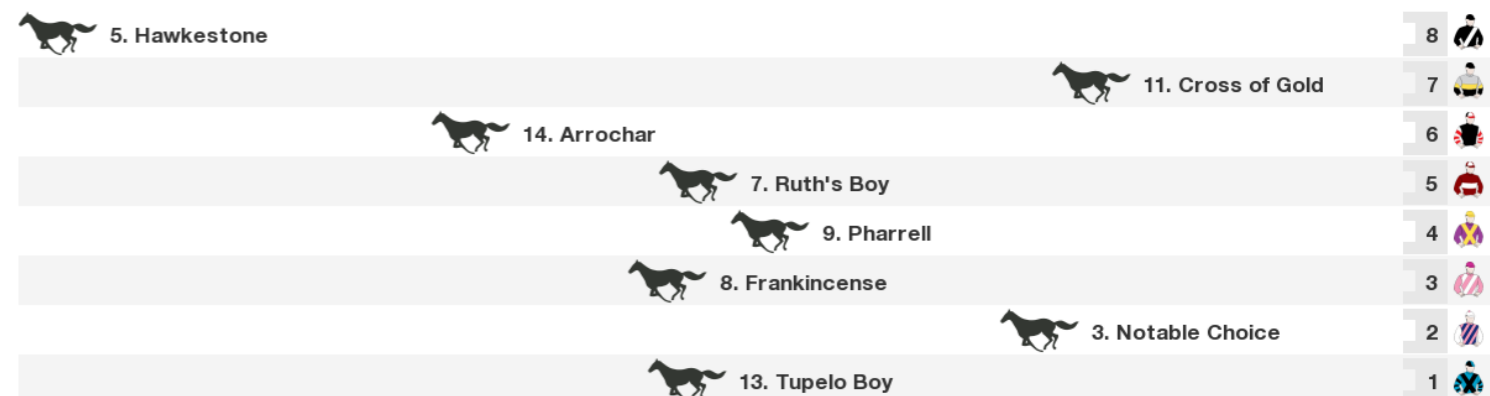 5. Hawkestone 8
11. Cross of Gold 7
14. Arrochar 6
7. Ruth's Boy 5
9. Pharrell 4
8. Frankincense 3
3. Notable Choice 2
13. Tupelo Boy 1